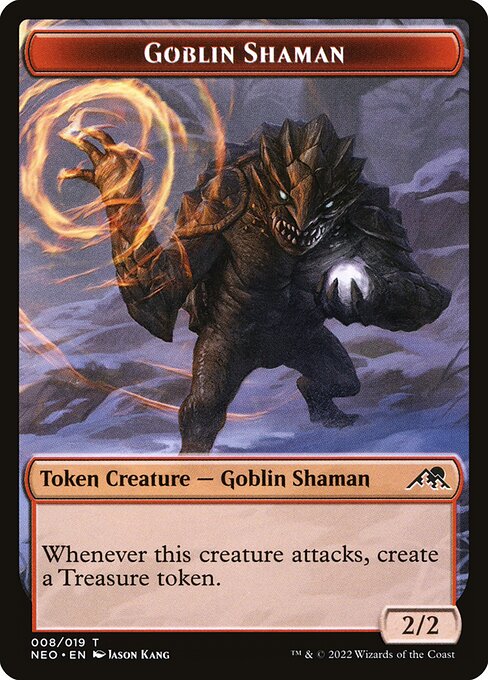 Goblin Shaman
Token Creature — Goblin Shaman
Whenever this creature attacks, create
a Treasure token.
2/2
008/019 T
NEO • EN Jason Kang
™ & © 2022 Wizards of the Coast